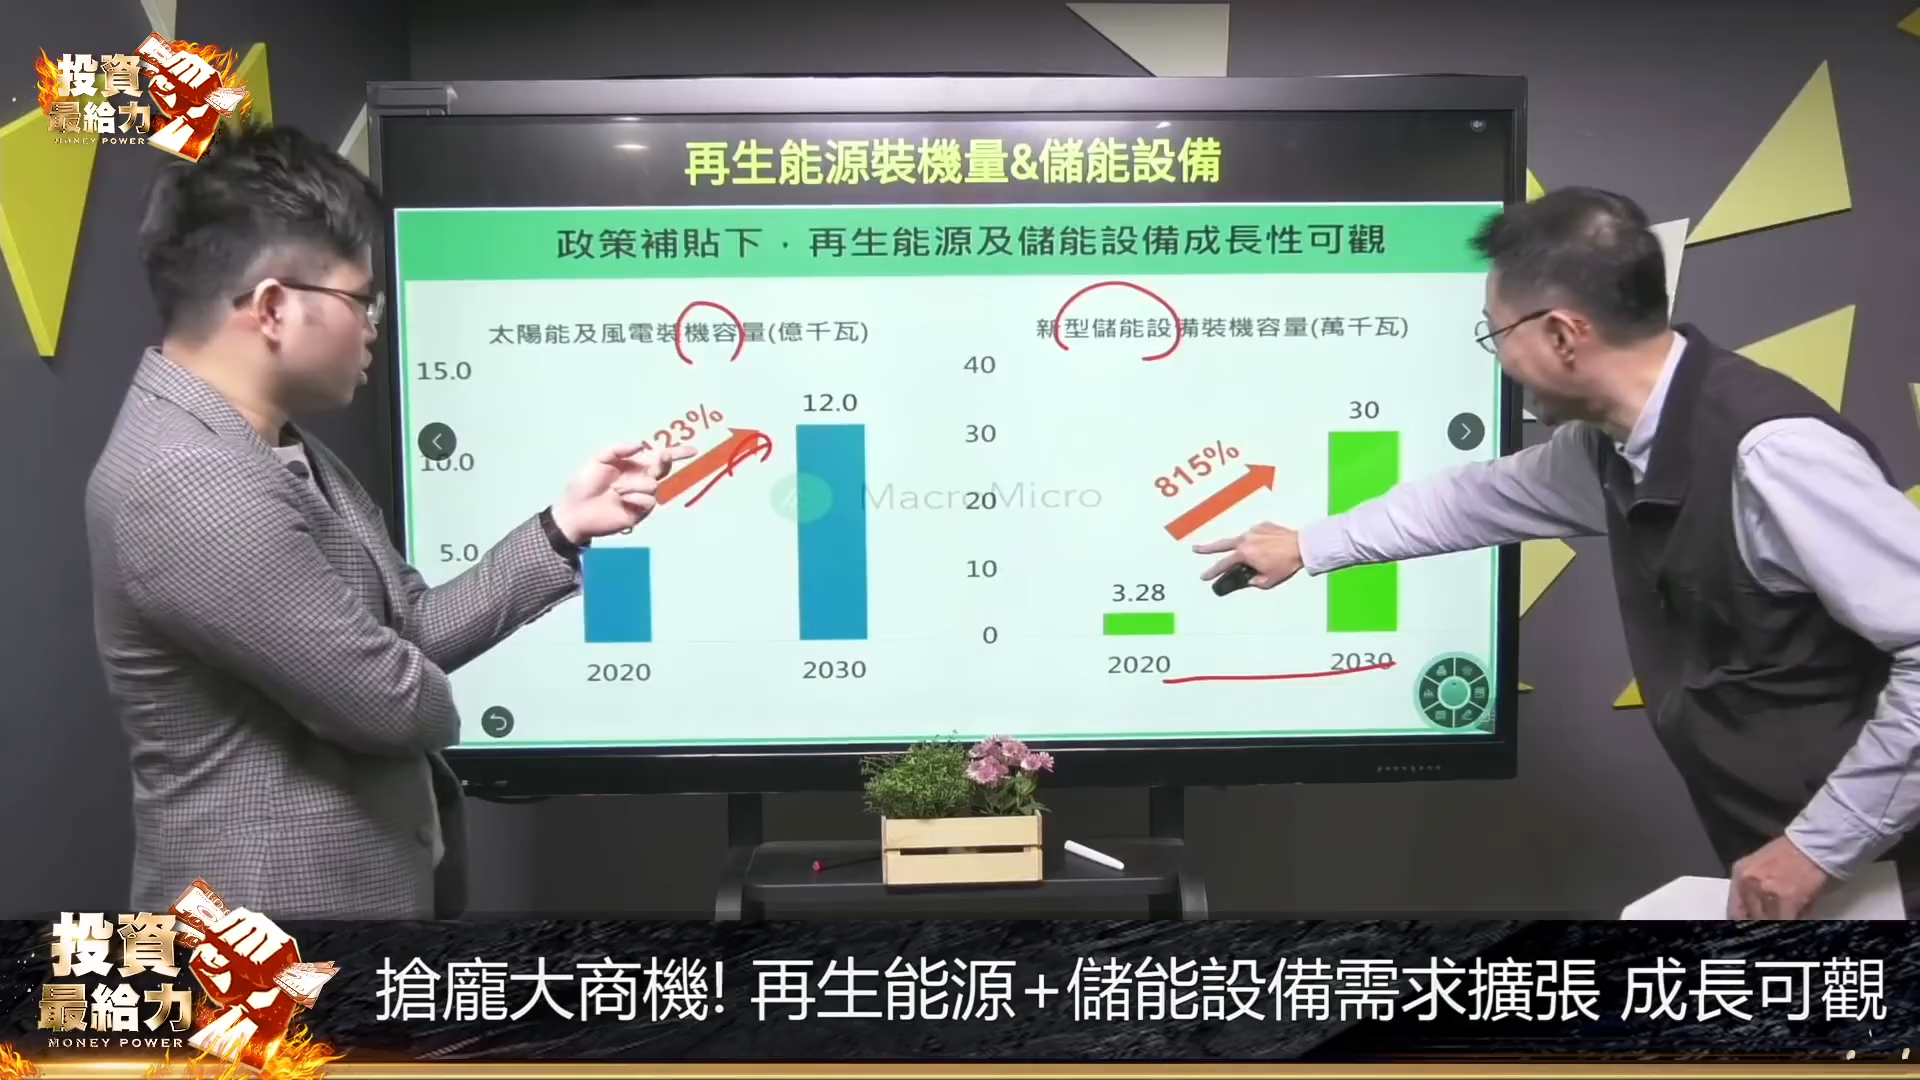 投資
最給力
MONEY POWER
再生能源裝機量&儲能設備
政策補貼下，再生能源及儲能設備成長性可觀
太陽能及風電裝機容量(億千瓦)
15.0
10.0
5.0
123%
12.0
2020
2030
MacroMicro
新型儲能設備裝機容量(萬千瓦)
40
30
20
10
0
815%
3.28
30
2020
2030
投資
最給力
MONEY POWER
搶龐大商機! 再生能源+儲能設備需求擴張 成長可觀